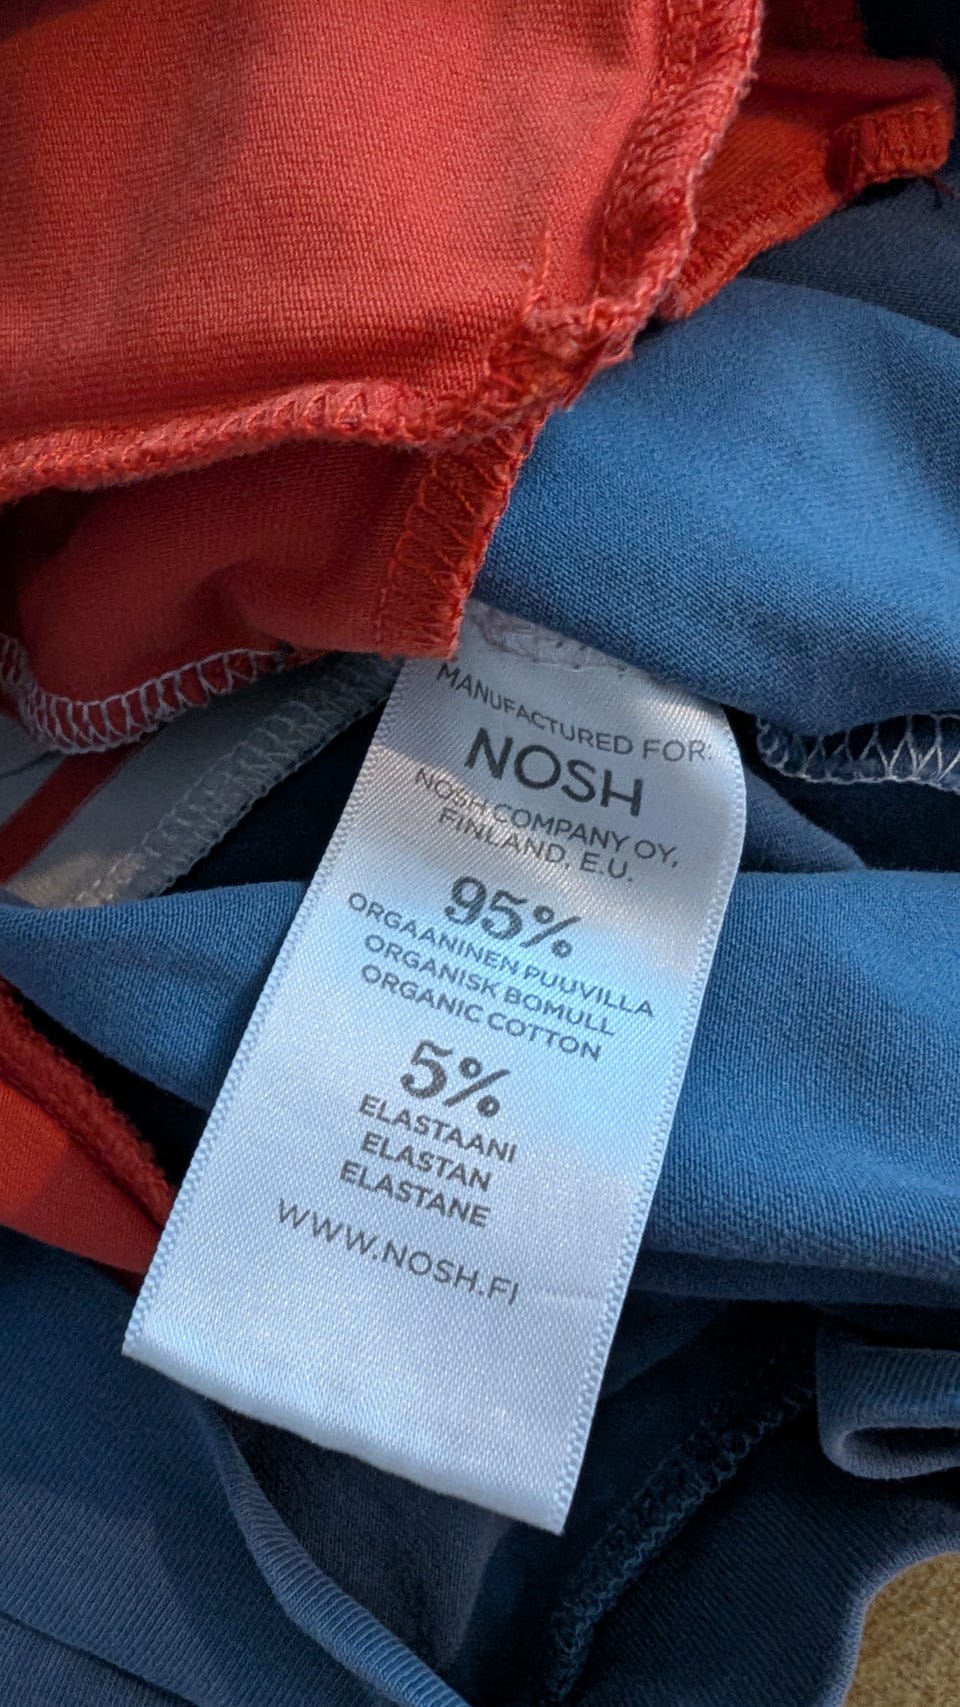 MANUFACTURED FOR:
NOSH
NOSH COMPANY OY,
FINLAND, E.U.
95%
ORGAANINEN PUUVILLA
ORGANISK BOMULL
ORGANIC COTTON
5%
ELASTAANI
ELASTAN
ELASTANE
WWW.NOSH.FI